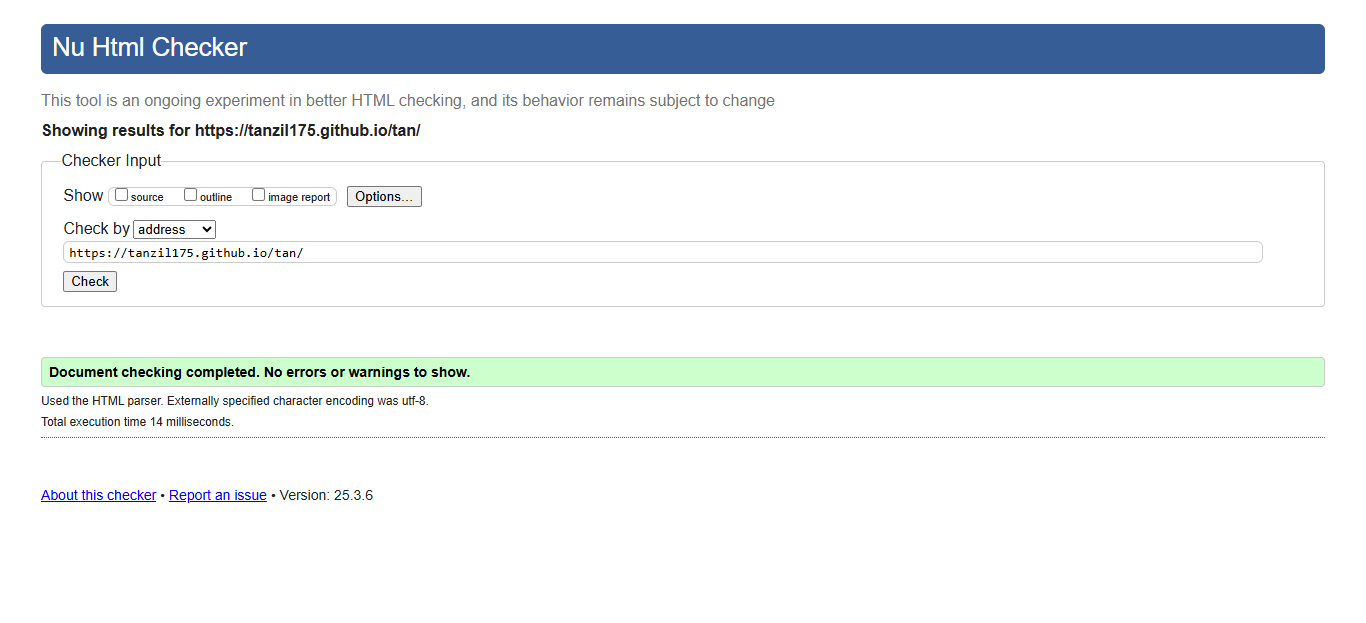 Nu Html Checker
This tool is an ongoing experiment in better HTML checking, and its behavior remains subject to change
Showing results for https://tanzil175.github.io/tan/
Checker Input
Show source outline image report Options...
Check by address
https://tanzil175.github.io/tan/
Check
Document checking completed. No errors or warnings to show.
Used the HTML parser. Externally specified character encoding was utf-8.
Total execution time 14 milliseconds.
About this checker • Report an issue • Version: 25.3.6